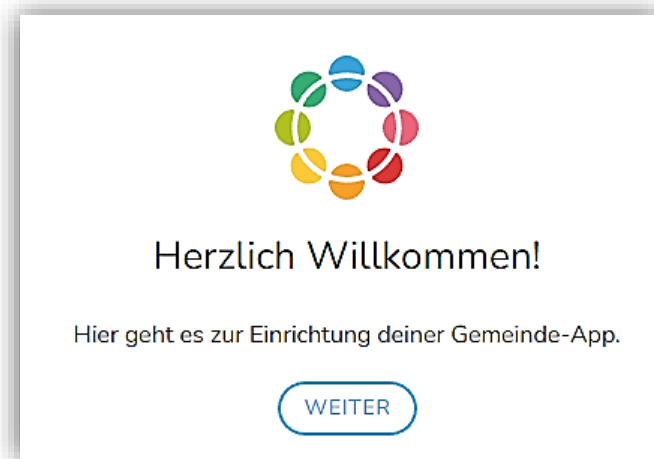 Herzlich Willkommen!
Hier geht es zur Einrichtung deiner Gemeinde-App.
WEITER